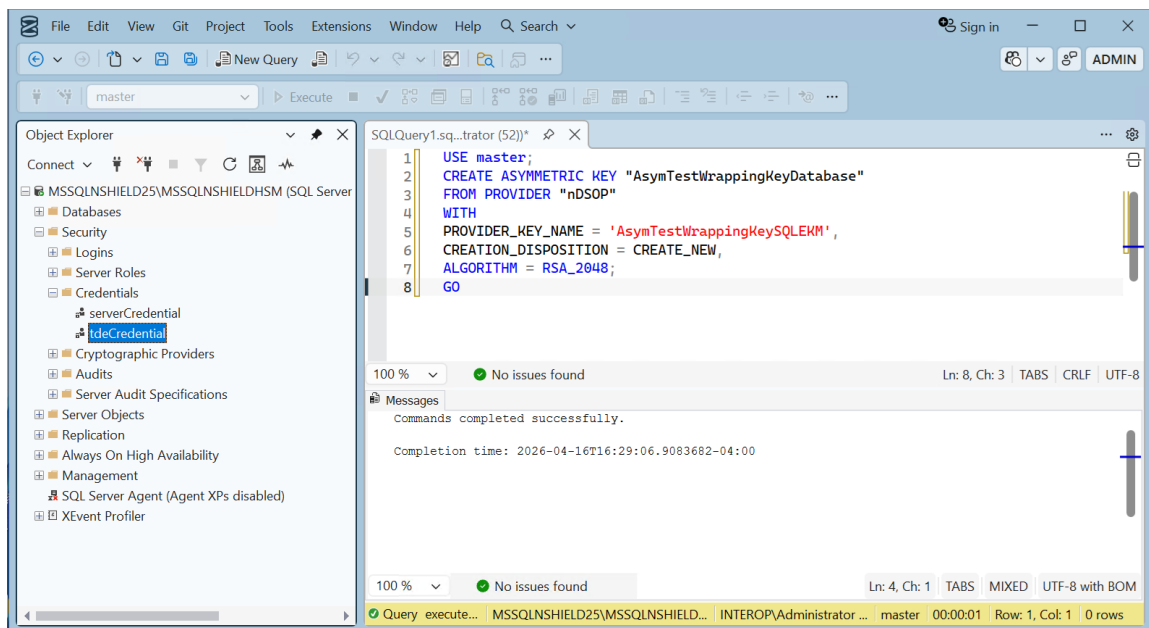 File Edit View Git Project Tools Extensions Window Help Search Sign in
New Query ADMIN
master Execute
Object Explorer
Connect
MSSQLNSHIELD25\MSSQLNSHIELDHSM (SQL Server
Databases
Security
Logins
Server Roles
Credentials
serverCredential
tdeCredential
Cryptographic Providers
Audits
Server Audit Specifications
Server Objects
Replication
Always On High Availability
Management
SQL Server Agent (Agent XPs disabled)
XEvent Profiler
SQLQuery1.sq...trator (52))*
1 USE master;
2 CREATE ASYMMETRIC KEY "AsymTestWrappingKeyDatabase"
3 FROM PROVIDER "nDSOP"
4 WITH
5 PROVIDER_KEY_NAME = 'AsymTestWrappingKeySQLEKM',
6 CREATION_DISPOSITION = CREATE_NEW,
7 ALGORITHM = RSA_2048;
8 GO
100 % No issues found Ln: 8, Ch: 3 TABS CRLF UTF-8
Messages
Commands completed successfully.
Completion time: 2026-04-16T16:29:06.9083682-04:00
100 % No issues found Ln: 4, Ch: 1 TABS MIXED UTF-8 with BOM
Query execute... MSSQLNSHIELD25\MSSQLNSHIELD... INTEROP\Administrator ... master 00:00:01 Row: 1, Col: 1 0 rows